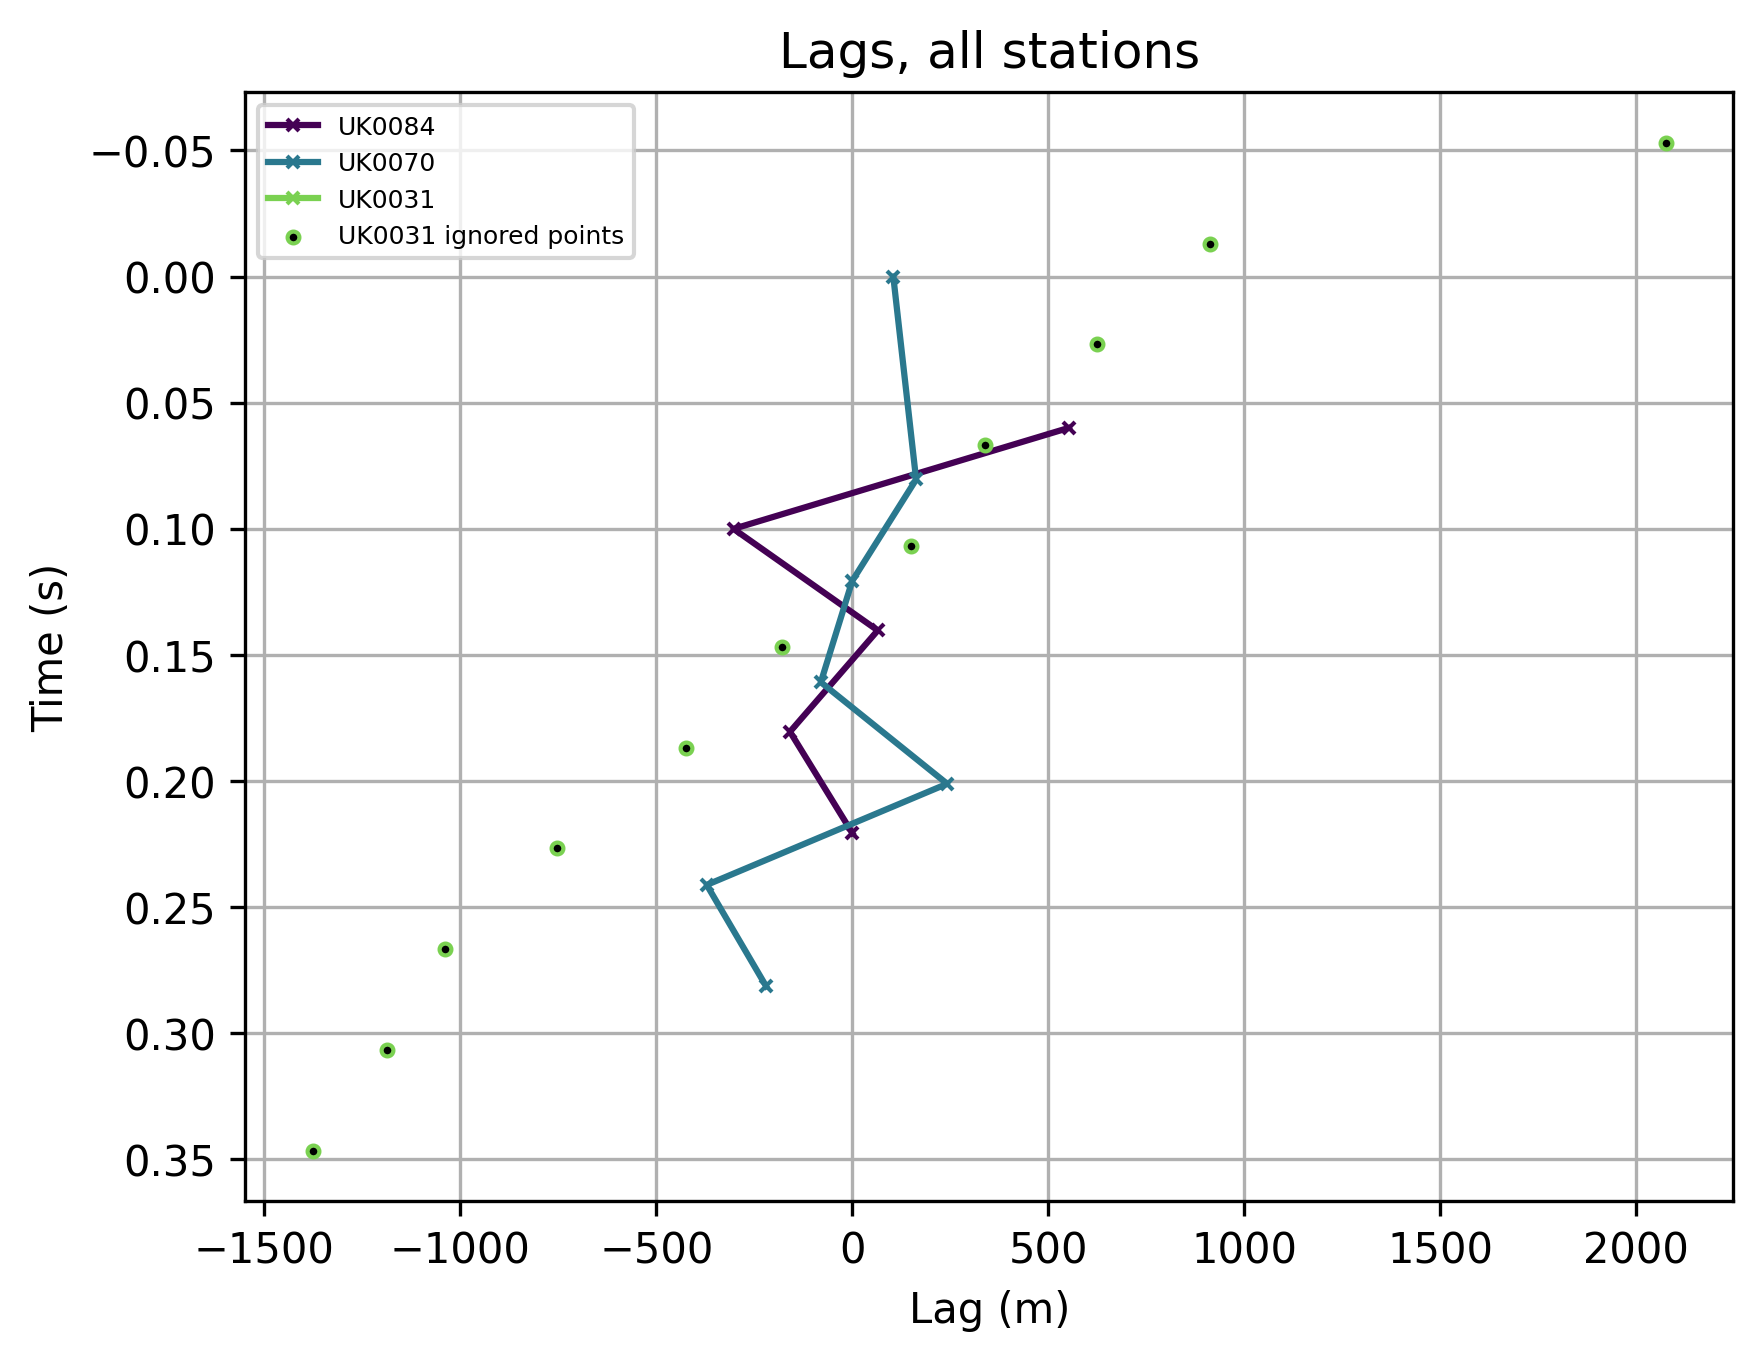 Lags, all stations
UK0084
UK0070
UK0031
UK0031 ignored points
−0.05
0.00
0.05
0.10
0.15
0.20
0.25
0.30
0.35
Time (s)
−1500 −1000 −500 0 500 1000 1500 2000
Lag (m)